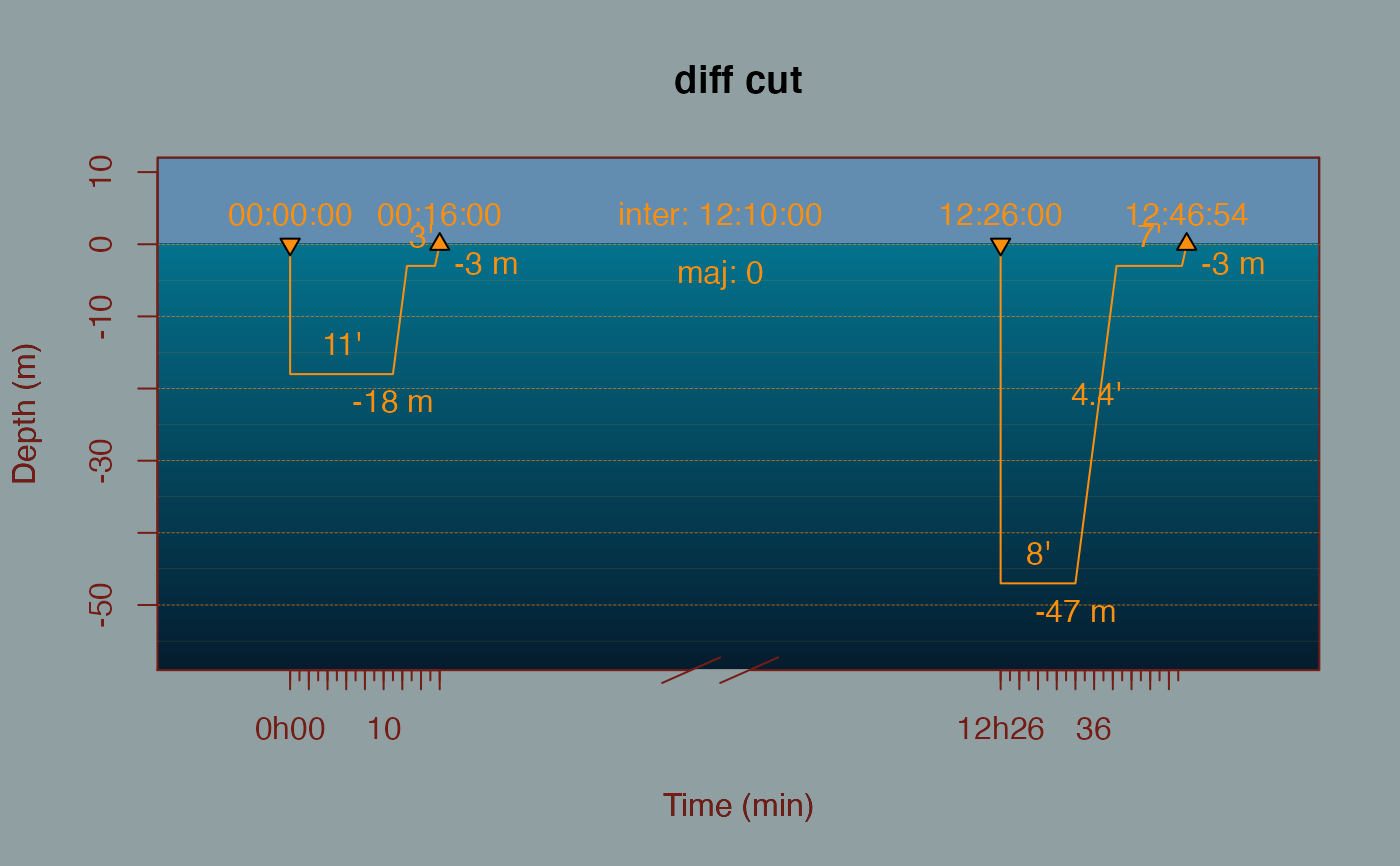 diff cut
10
0
-10
-30
-50
Depth (m)
00:00:00 00:16:00 inter: 12:10:00 12:26:00 12:46:54
3' 7'
-3 m maj: 0 -3 m
11'
-18 m 4.4'
8'
-47 m
0h00 10 12h26 36
Time (min)